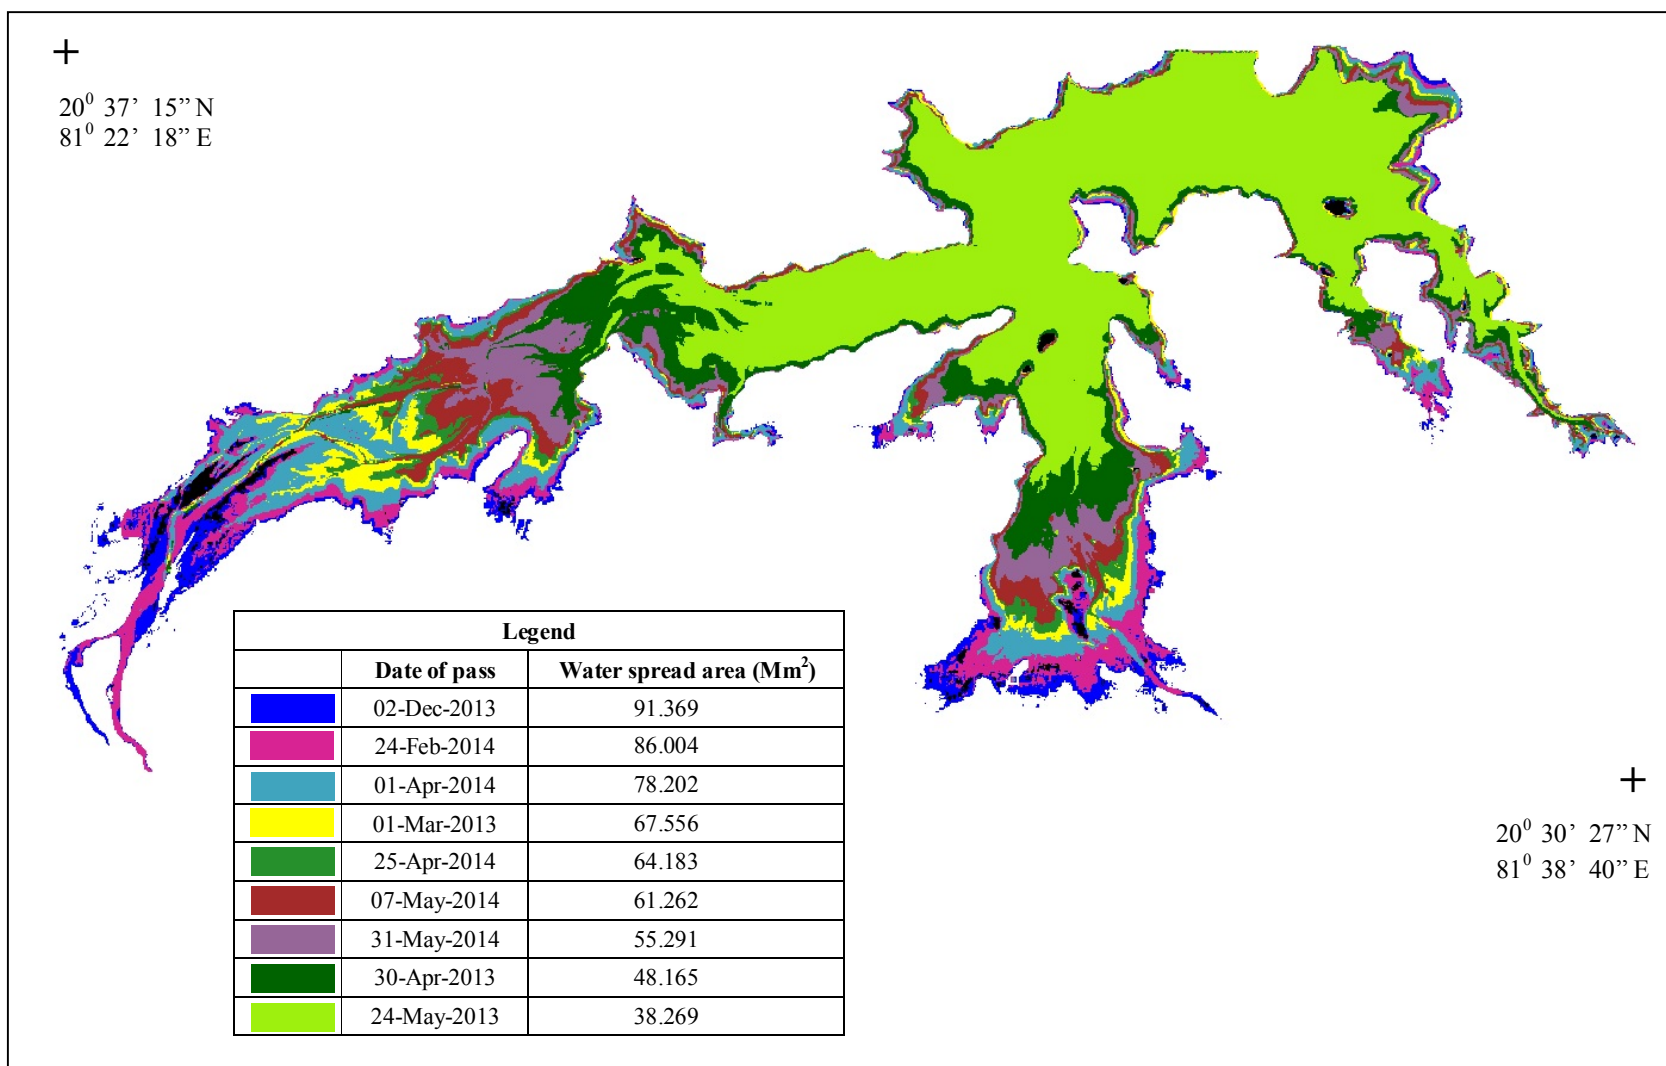 +
20⁰ 37’ 15” N
81⁰ 22’ 18” E
Legend
Date of pass Water spread area (Mm²)
02-Dec-2013 91.369
24-Feb-2014 86.004
01-Apr-2014 78.202
01-Mar-2013 67.556
25-Apr-2014 64.183
07-May-2014 61.262
31-May-2014 55.291
30-Apr-2013 48.165
24-May-2013 38.269
+
20⁰ 30’ 27” N
81⁰ 38’ 40” E